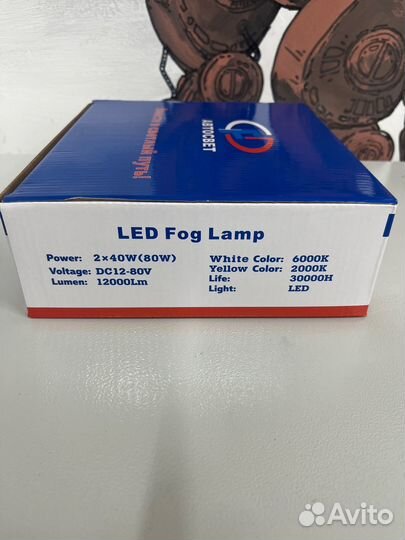 АВТОСВЕТ
LED Fog Lamp
Power: 2×40W(80W)
Voltage: DC12-80V
Lumen: 12000Lm
White Color: 6000K
Yellow Color: 2000K
Life: 30000H
Light: LED
Avito